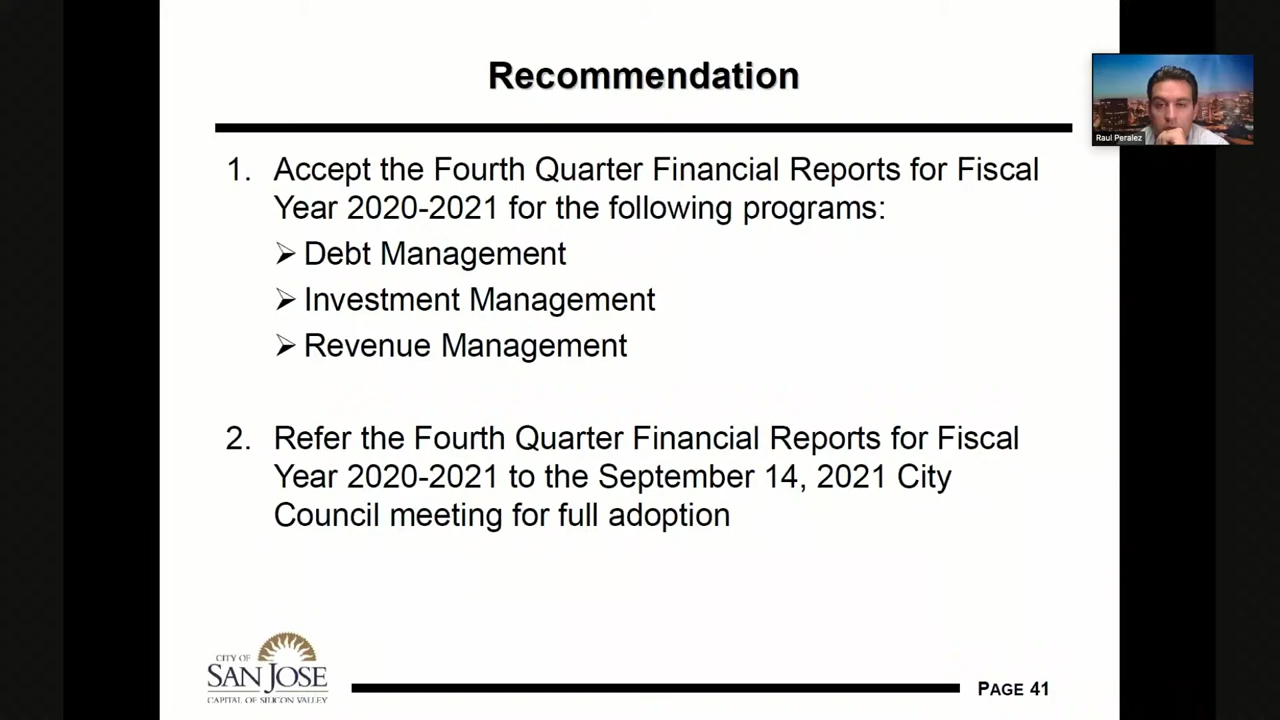 Recommendation
Raul Peralez
1. Accept the Fourth Quarter Financial Reports for Fiscal
Year 2020-2021 for the following programs:
➢ Debt Management
➢ Investment Management
➢ Revenue Management
2. Refer the Fourth Quarter Financial Reports for Fiscal
Year 2020-2021 to the September 14, 2021 City
Council meeting for full adoption
CITY OF
SAN JOSE
CAPITAL OF SILICON VALLEY
PAGE 41